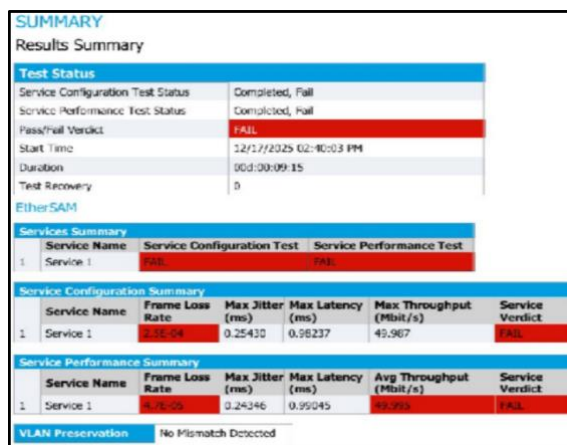 SUMMARY
Results Summary
Test Status
Service Configuration Test Status Completed, Fail
Service Performance Test Status Completed, Fail
Pass/Fail Verdict FAIL
Start Time 12/17/2025 02:40:03 PM
Duration 00d:00:09:15
Test Recovery 0
EtherSAM
Services Summary
Service Name Service Configuration Test Service Performance Test
1 Service 1 FAIL FAIL
Service Configuration Summary
Service Name Frame Loss Rate Max Jitter (ms) Max Latency (ms) Max Throughput (Mbit/s) Service Verdict
1 Service 1 2.5E-04 0.25430 0.98237 49.987 FAIL
Service Performance Summary
Service Name Frame Loss Rate Max Jitter (ms) Max Latency (ms) Avg Throughput (Mbit/s) Service Verdict
1 Service 1 4.7E-05 0.24346 0.99045 FAIL
VLAN Preservation No Mismatch Detected